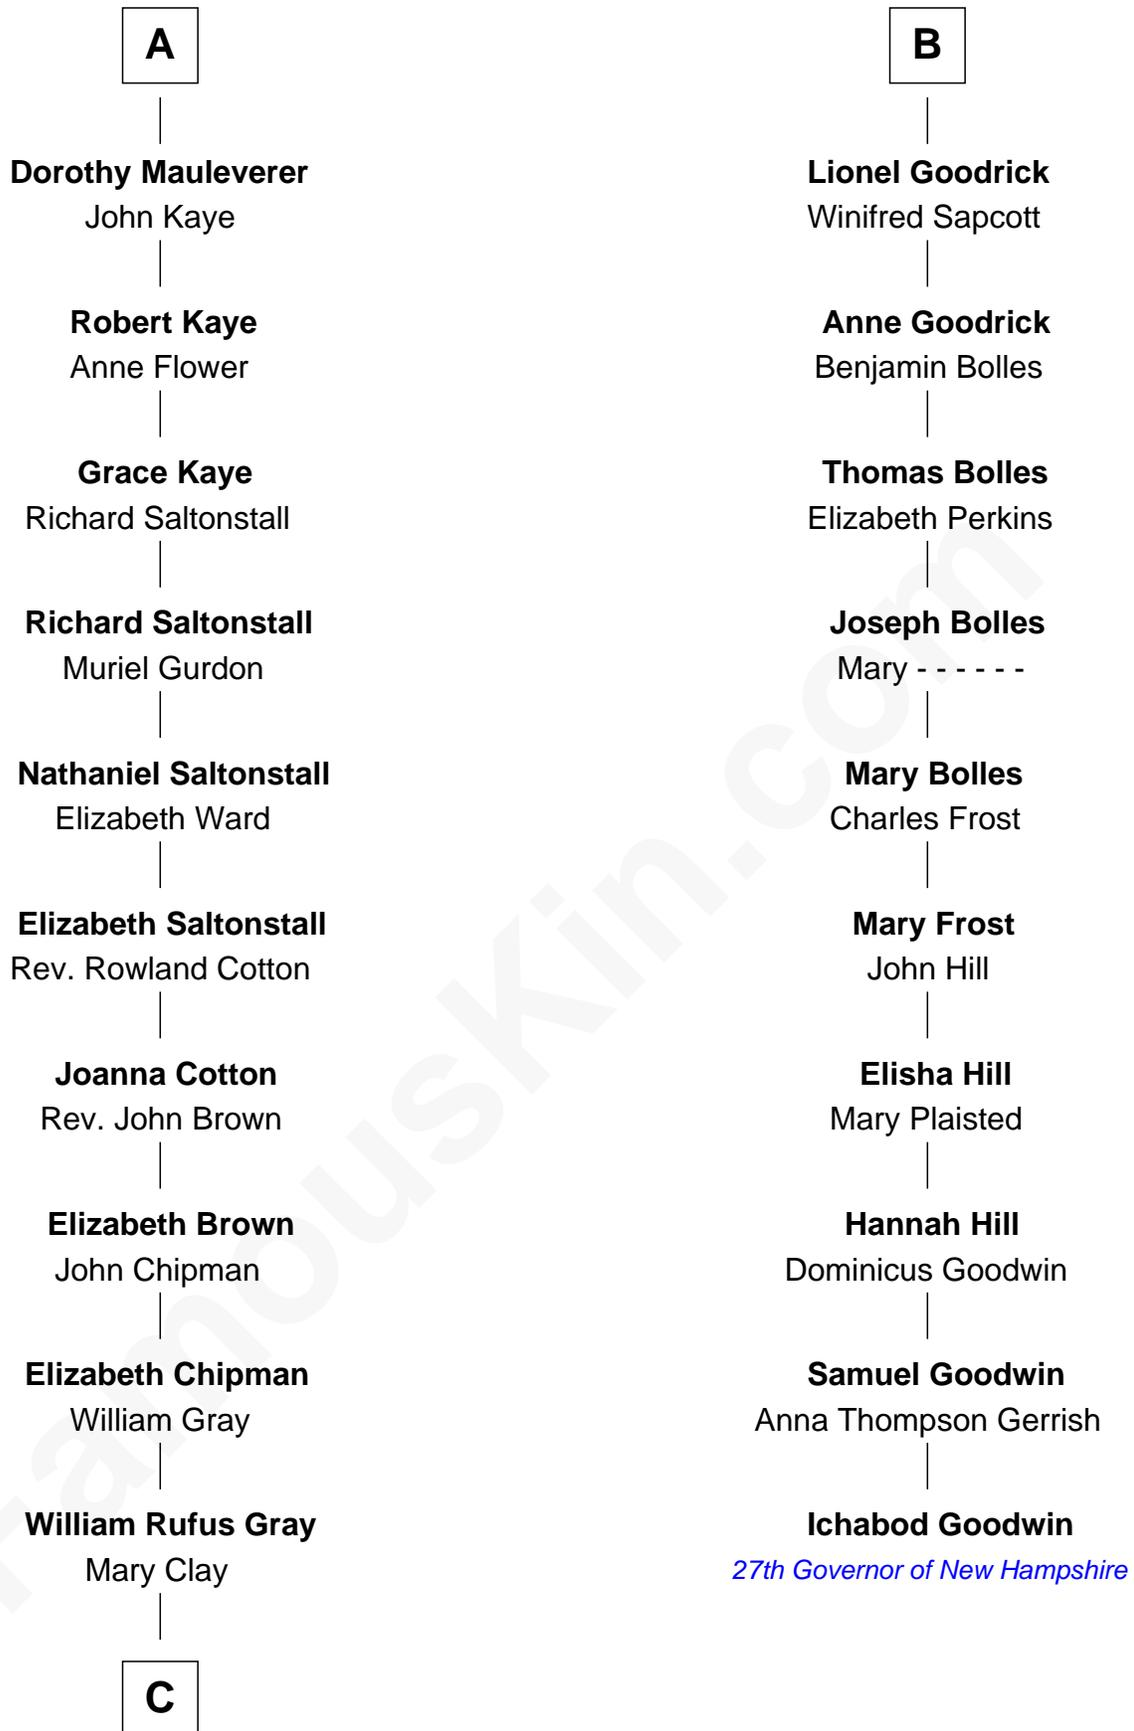 A
Dorothy Mauleverer
John Kaye
Robert Kaye
Anne Flower
Grace Kaye
Richard Saltonstall
Richard Saltonstall
Muriel Gurdon
Nathaniel Saltonstall
Elizabeth Ward
Elizabeth Saltonstall
Rev. Rowland Cotton
Joanna Cotton
Rev. John Brown
Elizabeth Brown
John Chipman
Elizabeth Chipman
William Gray
William Rufus Gray
Mary Clay
C
B
Lionel Goodrick
Winifred Sapcott
Anne Goodrick
Benjamin Bolles
Thomas Bolles
Elizabeth Perkins
Joseph Bolles
Mary - - - - - -
Mary Bolles
Charles Frost
Mary Frost
John Hill
Elisha Hill
Mary Plaisted
Hannah Hill
Dominicus Goodwin
Samuel Goodwin
Anna Thompson Gerrish
Ichabod Goodwin
27th Governor of New Hampshire
FamousKin.com